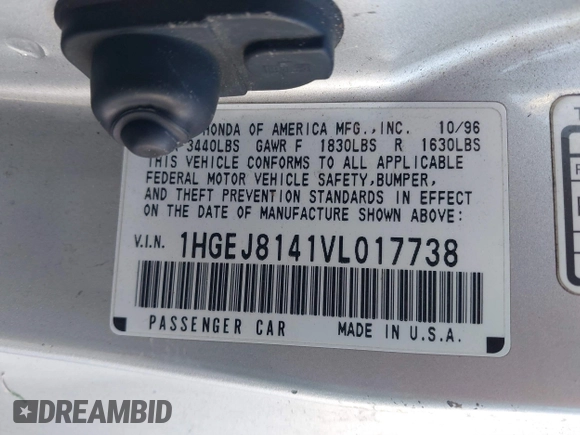 HONDA OF AMERICA MFG.,INC. 10/96
3440LBS GAWR F 1830LBS R 1630LBS
THIS VEHICLE CONFORMS TO ALL APPLICABLE
FEDERAL MOTOR VEHICLE SAFETY,BUMPER,
AND THEFT PREVENTION STANDARDS IN EFFECT
ON THE DATE OF MANUFACTURE SHOWN ABOVE:
V.I.N. 1HGEJ8141VL017738
PASSENGER CAR MADE IN U.S.A.
DREAMBID